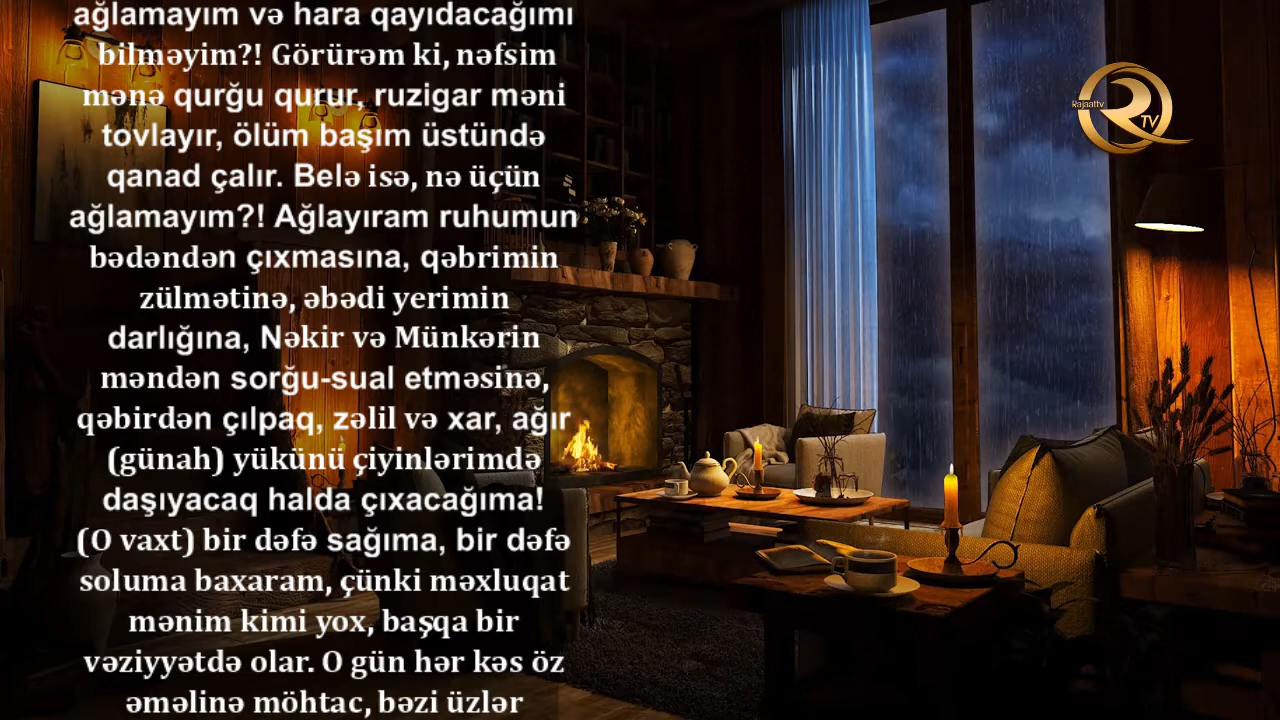 ağlamayım və hara qayıdacağımı
bilməyim?! Görürəm ki, nəfsim
mənə qurğu qurur, ruzigar məni
tovlayır, ölüm başım üstündə
qanad çalır. Belə isə, nə üçün
ağlamayım?! Ağlayıram ruhumun
bədəndən çıxmasına, qəbrimin
zülmətinə, əbədi yerimin
darlığına, Nəkir və Münkərin
məndən sorğu-sual etməsinə,
qəbirdən çılpaq, zəlil və xar, ağır
(günah) yükünü çiyinlərimdə
daşıyacaq halda çıxacağıma!
(O vaxt) bir dəfə sağıma, bir dəfə
soluma baxaram, çünki məxluqat
mənim kimi yox, başqa bir
vəziyyətdə olar. O gün hər kəs öz
əməlinə möhtac, bəzi üzlər
Rajaattv
R
TV